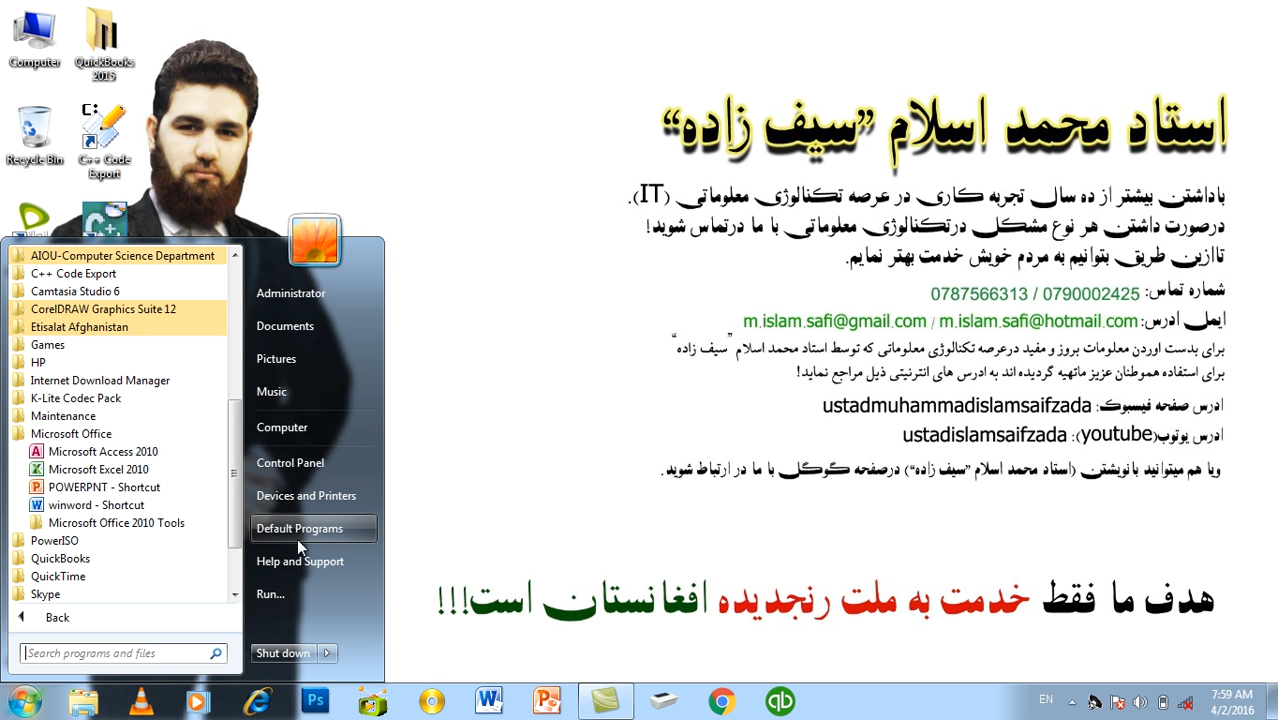 Computer
QuickBooks 2015
Recycle Bin
C++ Code Export
استاد محمد اسلام "سیف زاده"
باداشتن بیشتر از ده سال تجربه کاری در عرصه تکنالوژی معلوماتی (IT).
درصورت داشتن هر نوع مشکل درتکنالوژی معلوماتی با ما درتماس شوید!
تاازین طریق بتوانیم به مردم خویش خدمت بهتر نمایم.
شماره تماس: 0787566313 / 0790002425
ایمل ادرس: m.islam.safi@gmail.com / m.islam.safi@hotmail.com
برای بدست اوردن معلومات بروز و مفید درعرصه تکنالوژی معلوماتی که توسط استاد محمد اسلام "سیف زاده"
برای استفاده هموطنان عزیز ماتهیه گردیده اند به ادرس های انترنیتی ذیل مراجع نماید!
ادرس صفحه فیسبوک: ustadmuhammadislamsaifzada
ادرس یوتوب(youtube): ustadislamsaifzada
ویا هم میتوانید بانویشتن (استاد محمد اسلام "سیف زاده") درصفحه گوگل با ما در ارتباط شوید.
هدف ما فقط خدمت به ملت رنجدیده افغانستان است!!!
AIOU-Computer Science Department
C++ Code Export
Camtasia Studio 6
CorelDRAW Graphics Suite 12
Etisalat Afghanistan
Games
HP
Internet Download Manager
K-Lite Codec Pack
Maintenance
Microsoft Office
Microsoft Access 2010
Microsoft Excel 2010
POWERPNT - Shortcut
winword - Shortcut
Microsoft Office 2010 Tools
PowerISO
QuickBooks
QuickTime
Skype
Back
Search programs and files
Administrator
Documents
Pictures
Music
Computer
Control Panel
Devices and Printers
Default Programs
Help and Support
Run...
Shut down
EN
7:59 AM
4/2/2016